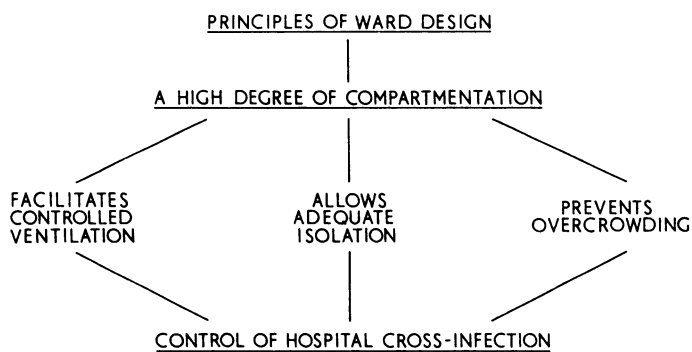 PRINCIPLES OF WARD DESIGN
A HIGH DEGREE OF COMPARTMENTATION
FACILITATES
CONTROLLED
VENTILATION
ALLOWS
ADEQUATE
ISOLATION
PREVENTS
OVERCROWDING
CONTROL OF HOSPITAL CROSS-INFECTION